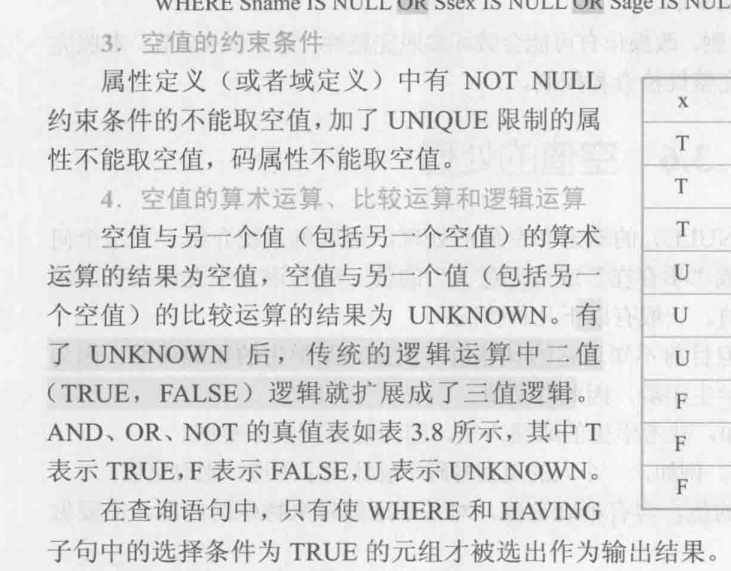 WHERE Sname IS NULL OR Ssex IS NULL OR Sage IS NUL
3. 空值的约束条件
属性定义（或者域定义）中有 NOT NULL
约束条件的不能取空值，加了 UNIQUE 限制的属
性不能取空值，码属性不能取空值。
4. 空值的算术运算、比较运算和逻辑运算
空值与另一个值（包括另一个空值）的算术
运算的结果为空值，空值与另一个值（包括另一
个空值）的比较运算的结果为 UNKNOWN。有
了 UNKNOWN 后，传统的逻辑运算中二值
（TRUE，FALSE）逻辑就扩展成了三值逻辑。
AND、OR、NOT 的真值表如表 3.8 所示，其中 T
表示 TRUE，F 表示 FALSE，U 表示 UNKNOWN。
在查询语句中，只有使 WHERE 和 HAVING
子句中的选择条件为 TRUE 的元组才被选出作为输出结果。
x
T
T
T
U
U
U
F
F
F